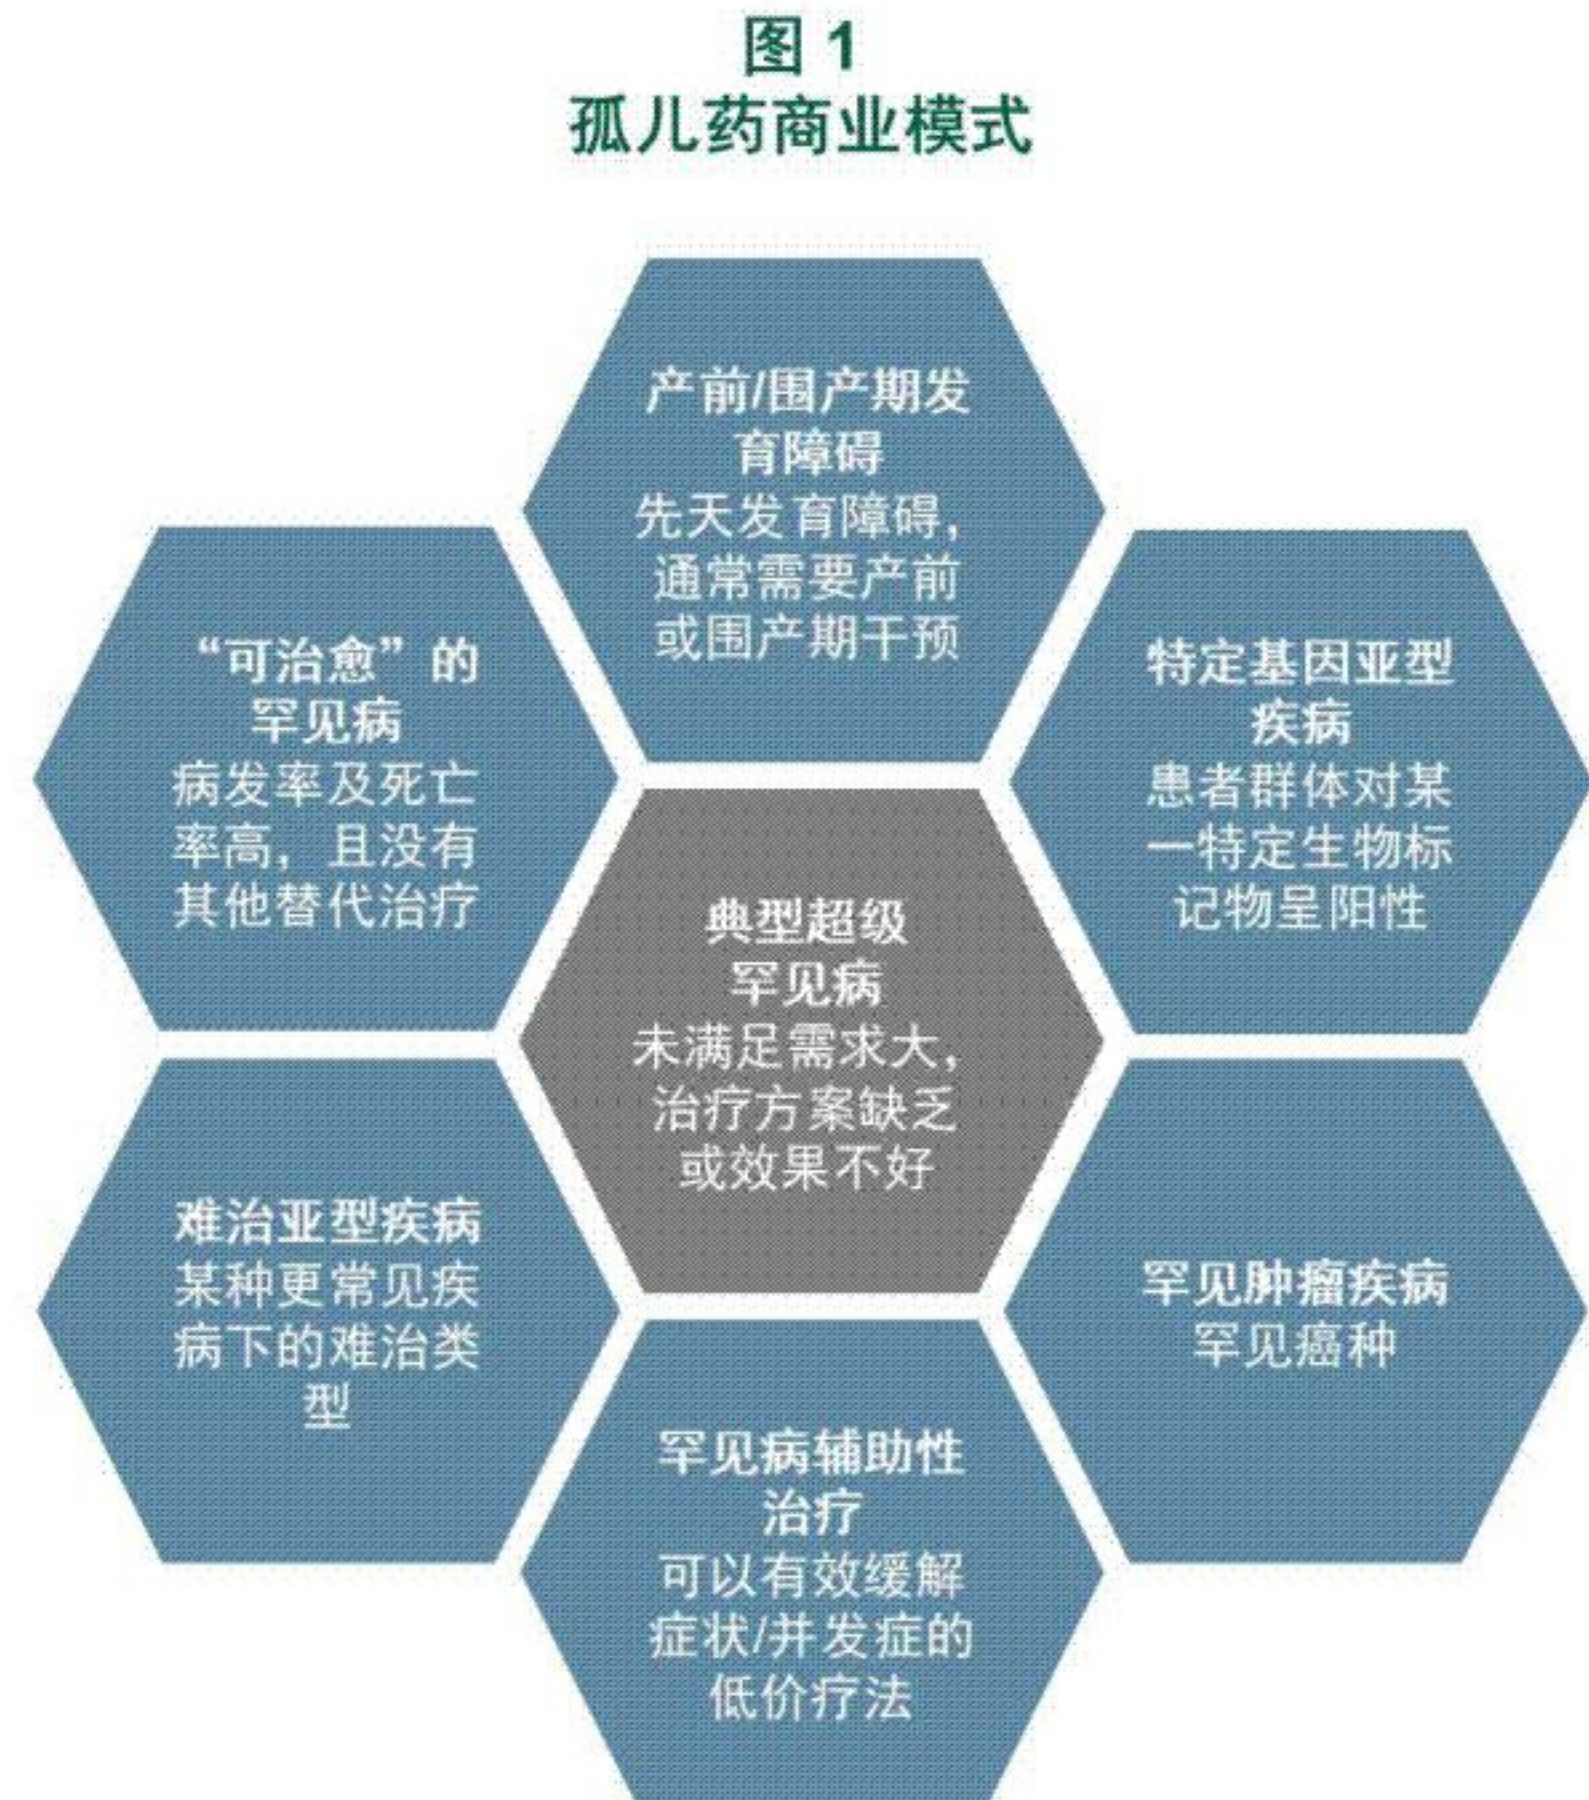 图 1
孤儿药商业模式
产前/围产期发
育障碍
先天发育障碍，
通常需要产前
或围产期干预
“可治愈”的
罕见病
病发率及死亡
率高，且没有
其他替代治疗
特定基因亚型
疾病
患者群体对某
一特定生物标
记物呈阳性
典型超级
罕见病
未满足需求大，
治疗方案缺乏
或效果不好
难治亚型疾病
某种更常见疾
病下的难治类
型
罕见肿瘤疾病
罕见癌种
罕见病辅助性
治疗
可以有效缓解
症状/并发症的
低价疗法